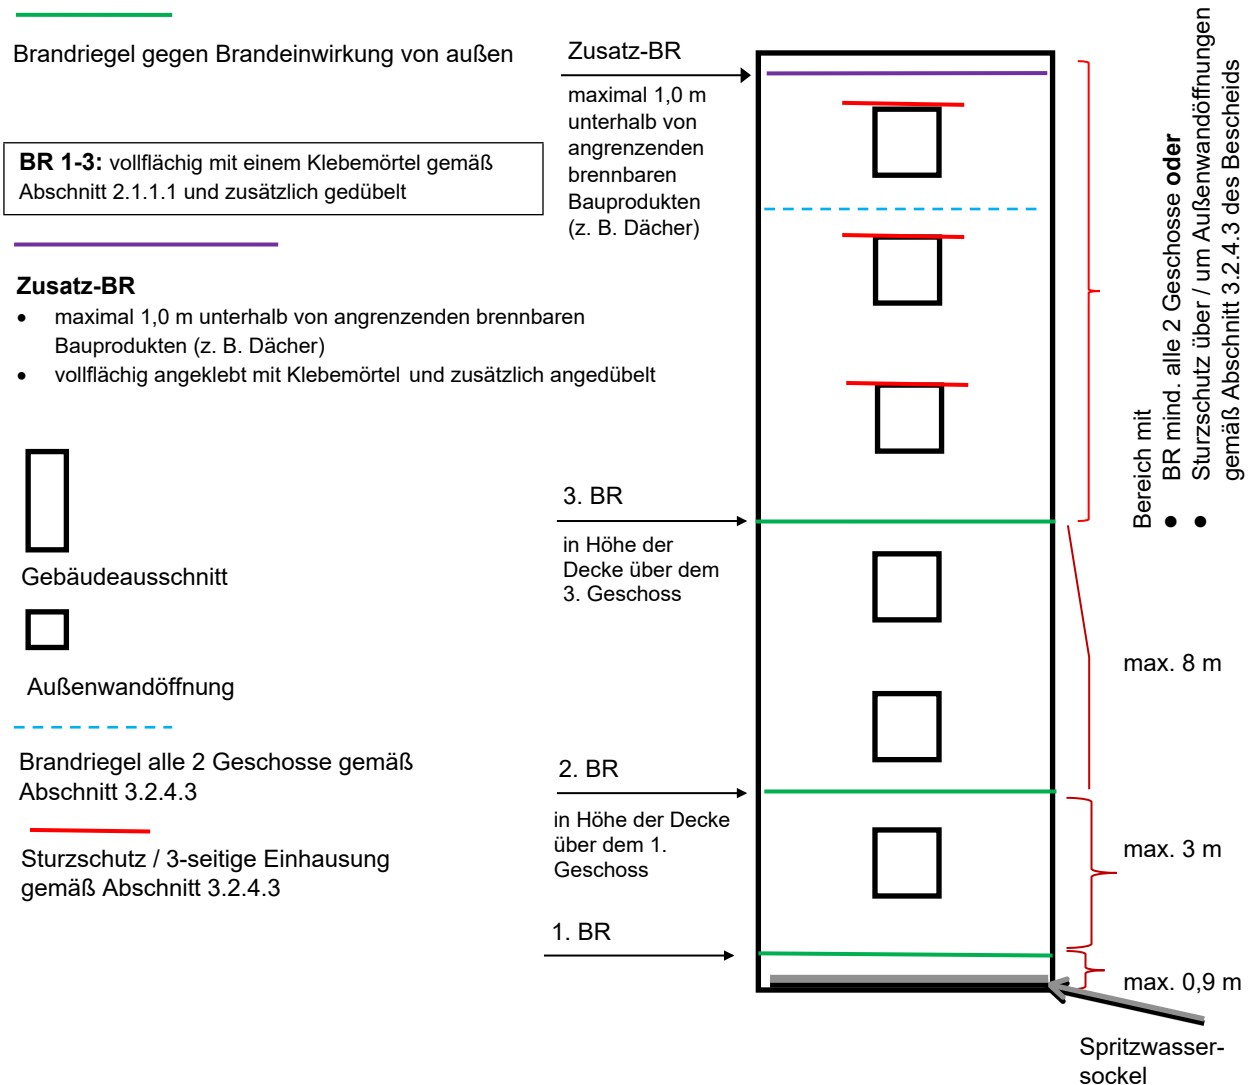 Brandriegel gegen Brandeinwirkung von außen
BR 1-3: vollflächig mit einem Klebemörtel gemäß
Abschnitt 2.1.1.1 und zusätzlich gedübelt
Zusatz-BR
• maximal 1,0 m unterhalb von angrenzenden brennbaren
Bauprodukten (z. B. Dächer)
• vollflächig angeklebt mit Klebemörtel und zusätzlich angedübelt
Gebäudeausschnitt
Außenwandöffnung
Brandriegel alle 2 Geschosse gemäß
Abschnitt 3.2.4.3
Sturzschutz / 3-seitige Einhausung
gemäß Abschnitt 3.2.4.3
Zusatz-BR
maximal 1,0 m
unterhalb von
angrenzenden
brennbaren
Bauprodukten
(z. B. Dächer)
3. BR
in Höhe der
Decke über dem
3. Geschoss
2. BR
in Höhe der Decke
über dem 1.
Geschoss
1. BR
Bereich mit
• BR mind. alle 2 Geschosse oder
• Sturzschutz über / um Außenwandöffnungen
gemäß Abschnitt 3.2.4.3 des Bescheids
max. 8 m
max. 3 m
max. 0,9 m
Spritzwasser-
sockel